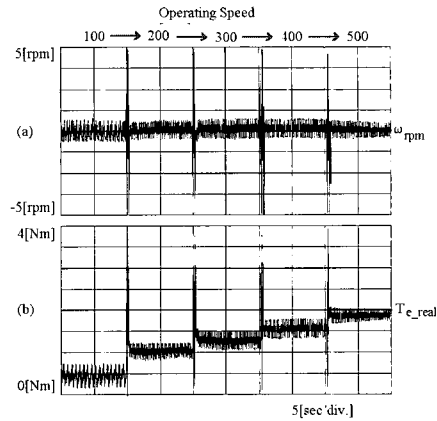 Operating Speed
100 → 200 → 300 → 400 → 500
5[rpm]
(a)
ω_rpm
-5[rpm]
4[Nm]
(b)
T_e_real
0[Nm]
5[sec'div.]